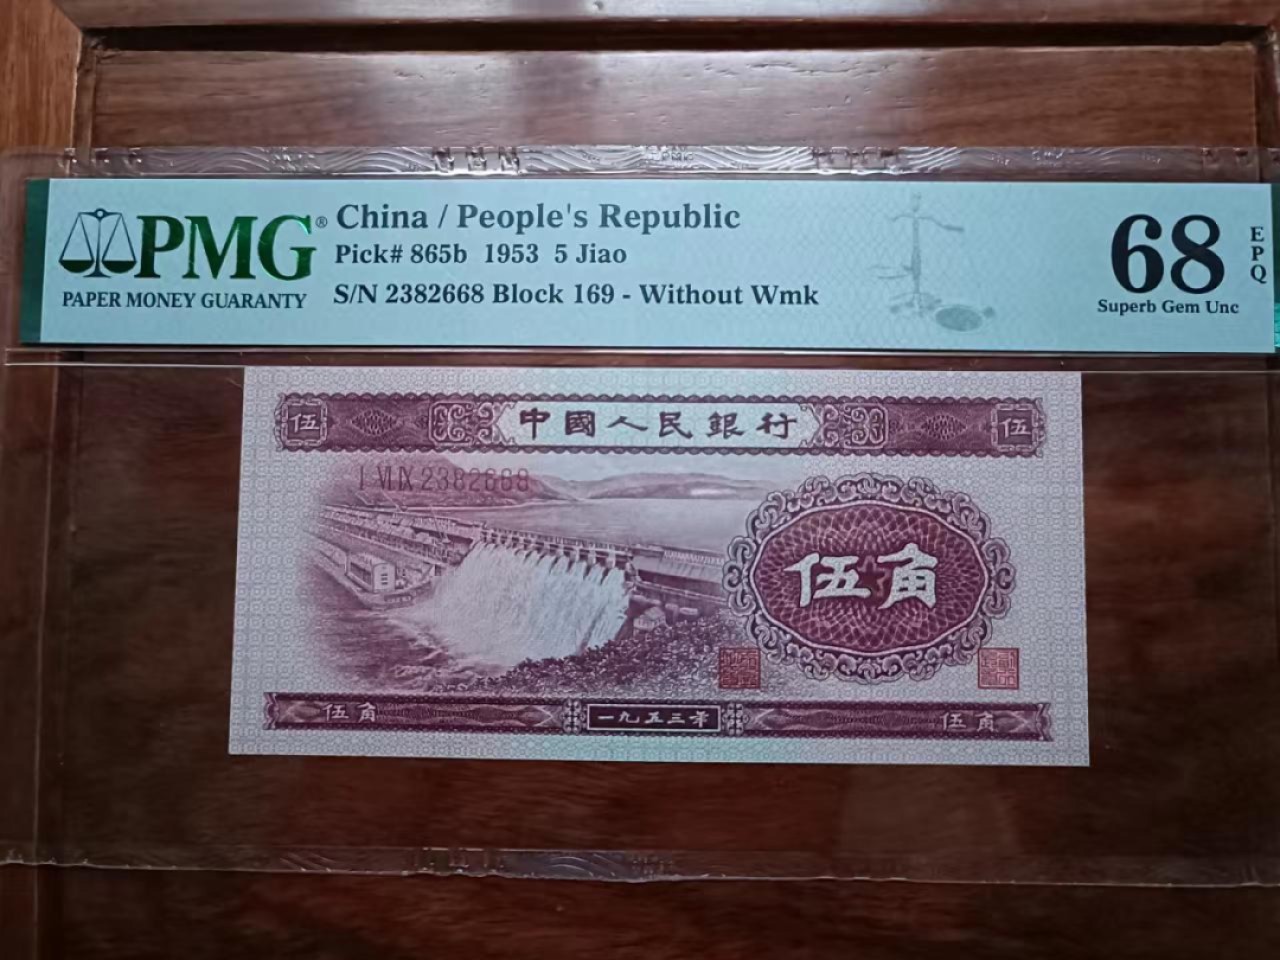 PMG®
PAPER MONEY GUARANTY
China / People's Republic
Pick# 865b 1953 5 Jiao
S/N 2382668 Block 169 - Without Wmk
68
EPQ
Superb Gem Unc
伍 中國人民銀行 伍
I VI IX 2382668
伍角
伍角 一九五三年 伍角